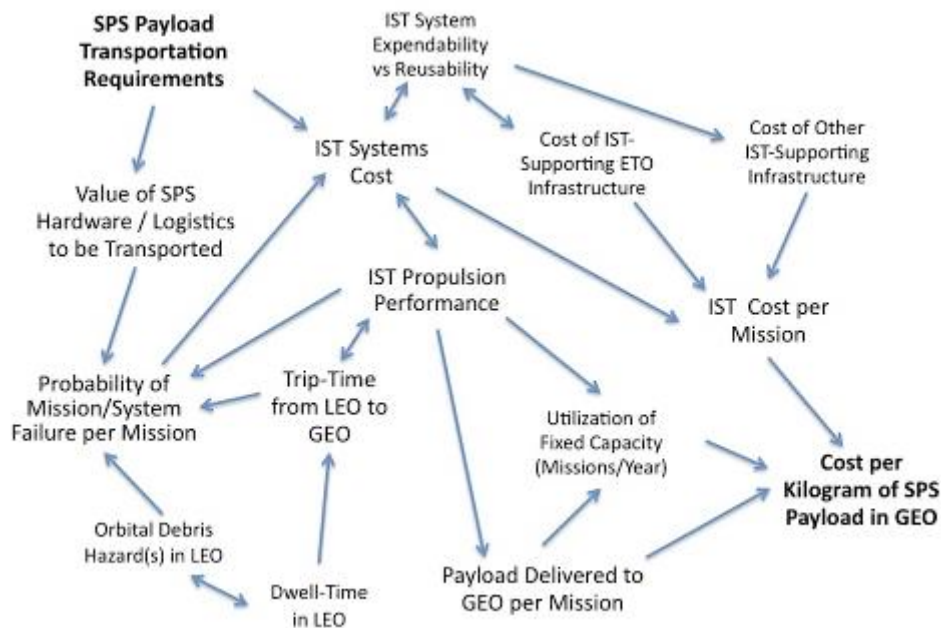 SPS Payload
Transportation
Requirements
IST System
Expendability
vs Reusability
IST Systems
Cost
Cost of IST-
Supporting ETO
Infrastructure
Cost of Other
IST-Supporting
Infrastructure
Value of SPS
Hardware / Logistics
to be Transported
IST Propulsion
Performance
IST Cost per
Mission
Probability of
Mission/System
Failure per Mission
Trip-Time
from LEO to
GEO
Utilization of
Fixed Capacity
(Missions/Year)
Cost per
Kilogram of SPS
Payload in GEO
Orbital Debris
Hazard(s) in LEO
Dwell-Time
in LEO
Payload Delivered to
GEO per Mission